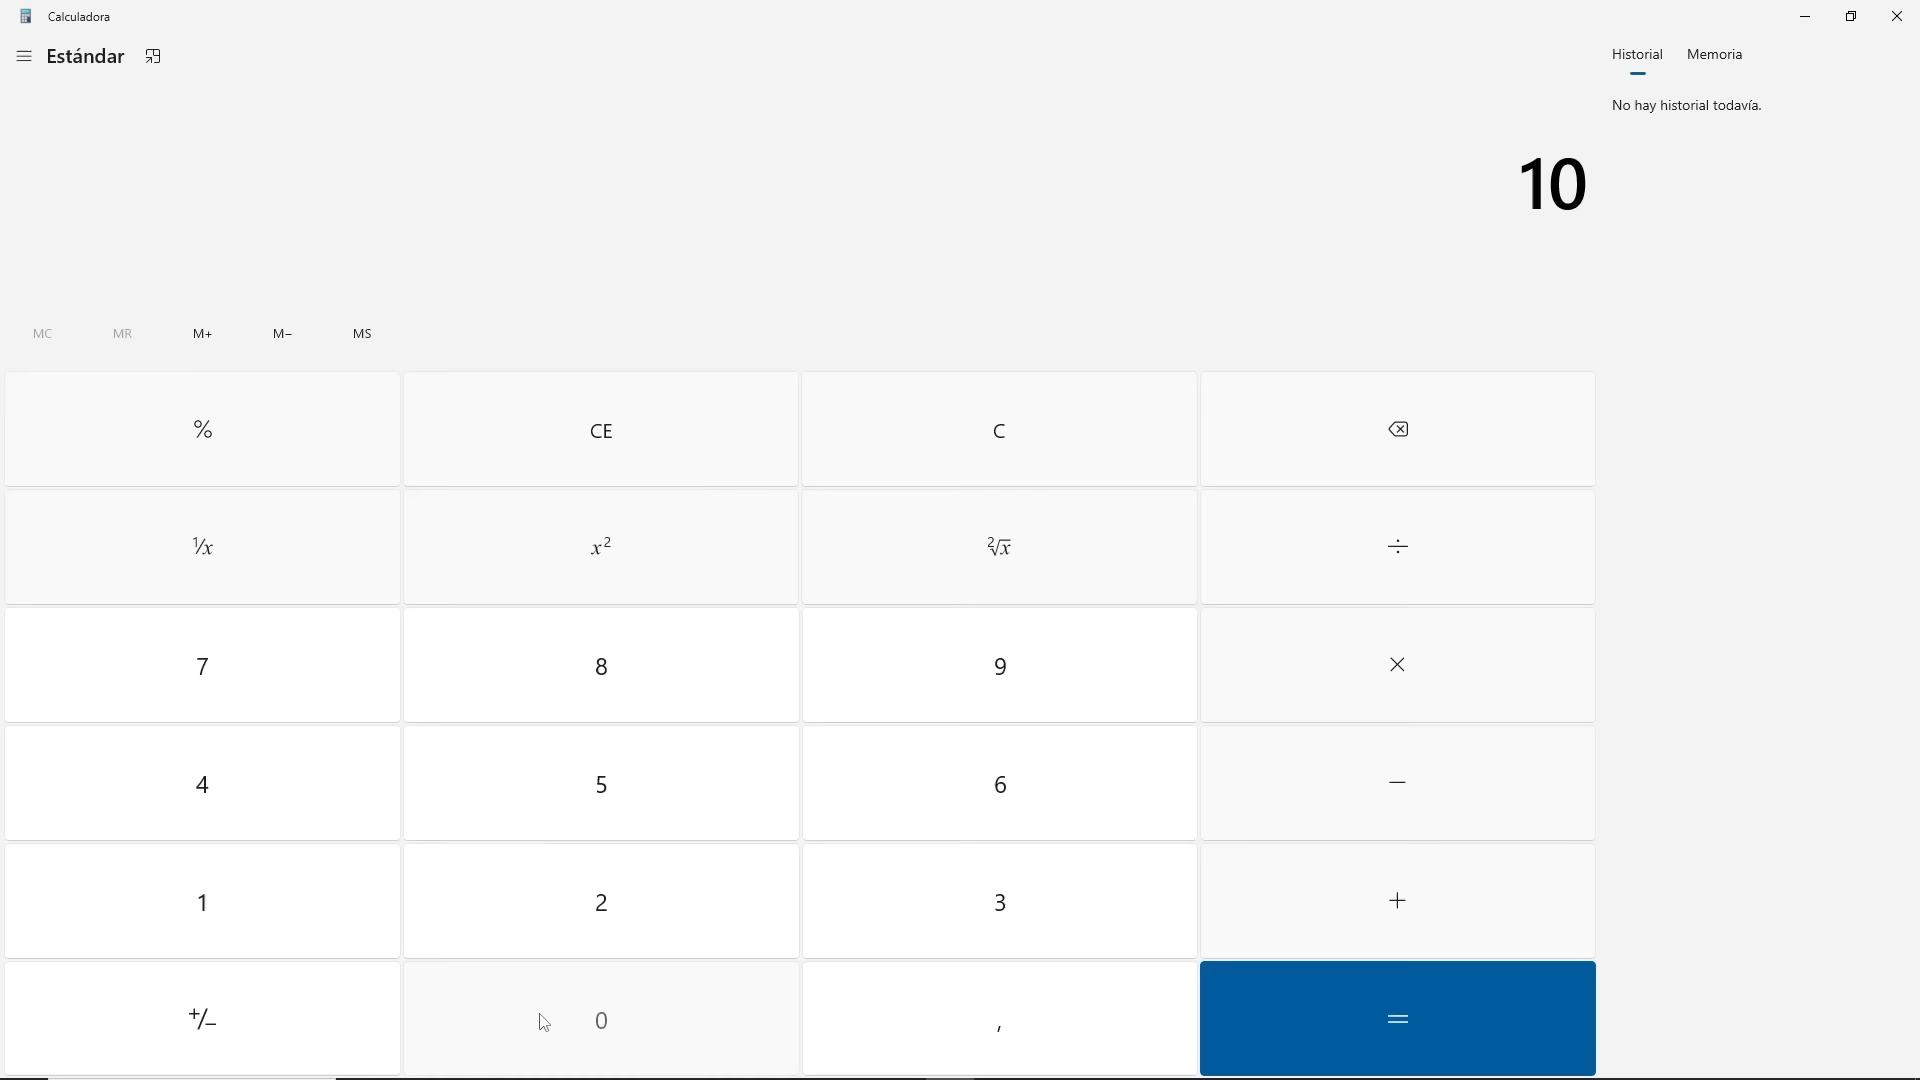 Calculadora
Estándar
Historial Memoria
No hay historial todavía.
10
MC MR M+ M− MS
% CE C
¹⁄x x² ²√x ÷
7 8 9 ×
4 5 6 −
1 2 3 +
+/− 0 , =